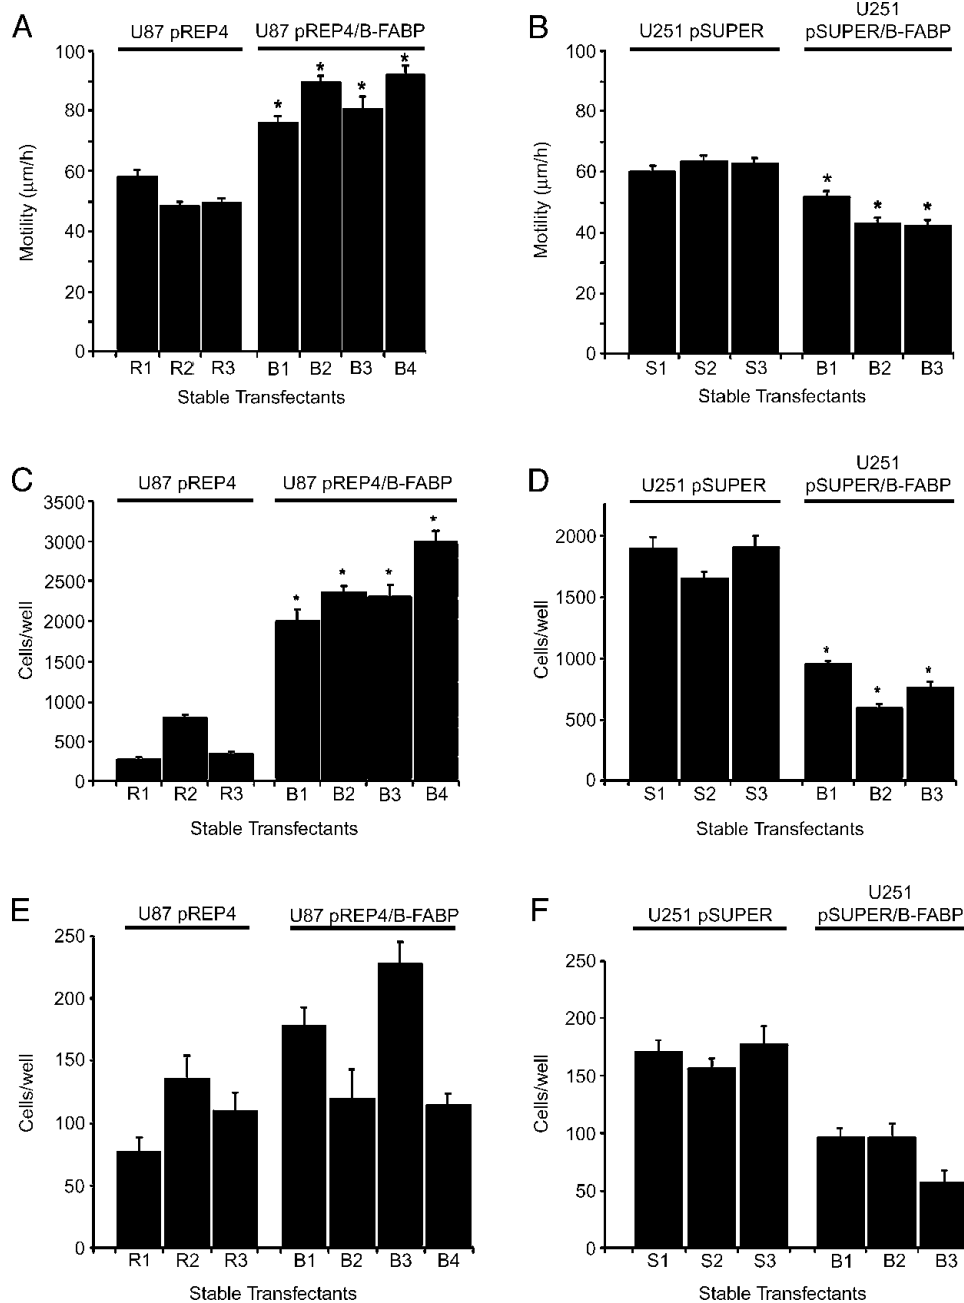 A
U87 pREP4
U87 pREP4/B-FABP
100
80
60
40
20
0
Motility (µm/h)
* * * *
R1 R2 R3 B1 B2 B3 B4
Stable Transfectants
B
U251 pSUPER
U251
pSUPER/B-FABP
100
80
60
40
20
0
Motility (µm/h)
* * *
S1 S2 S3 B1 B2 B3
Stable Transfectants
C
U87 pREP4
U87 pREP4/B-FABP
3500
3000
2500
2000
1500
1000
500
0
Cells/well
* * * *
R1 R2 R3 B1 B2 B3 B4
Stable Transfectants
D
U251 pSUPER
U251
pSUPER/B-FABP
2000
1500
1000
500
0
Cells/well
* * *
S1 S2 S3 B1 B2 B3
Stable Transfectants
E
U87 pREP4
U87 pREP4/B-FABP
250
200
150
100
50
0
Cells/well
R1 R2 R3 B1 B2 B3 B4
Stable Transfectants
F
U251 pSUPER
U251
pSUPER/B-FABP
250
200
150
100
50
0
Cells/well
S1 S2 S3 B1 B2 B3
Stable Transfectants